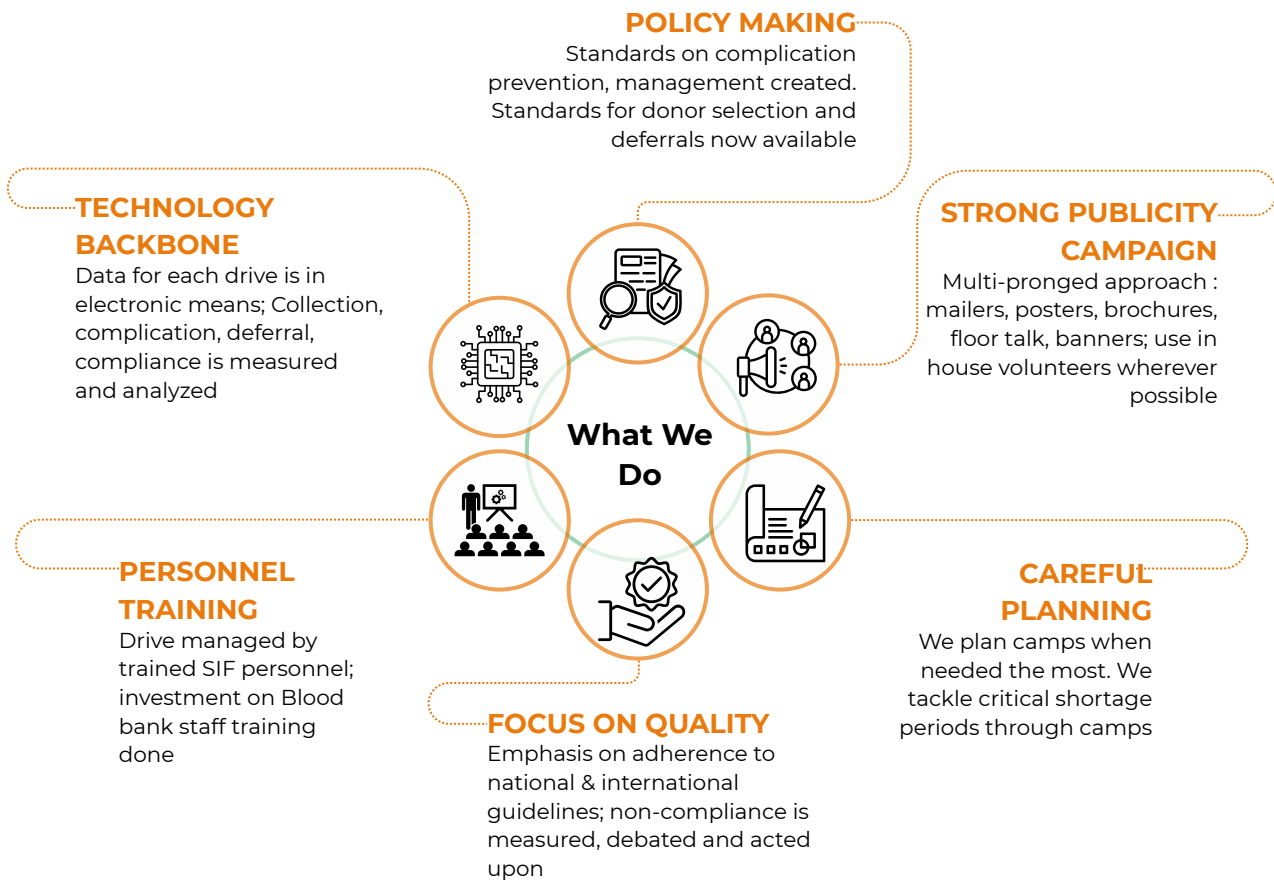 POLICY MAKING
Standards on complication
prevention, management created.
Standards for donor selection and
deferrals now available
TECHNOLOGY
BACKBONE
Data for each drive is in
electronic means; Collection,
complication, deferral,
compliance is measured
and analyzed
STRONG PUBLICITY
CAMPAIGN
Multi-pronged approach :
mailers, posters, brochures,
floor talk, banners; use in
house volunteers wherever
possible
What We
Do
PERSONNEL
TRAINING
Drive managed by
trained SIF personnel;
investment on Blood
bank staff training
done
FOCUS ON QUALITY
Emphasis on adherence to
national & international
guidelines; non-compliance is
measured, debated and acted
upon
CAREFUL
PLANNING
We plan camps when
needed the most. We
tackle critical shortage
periods through camps